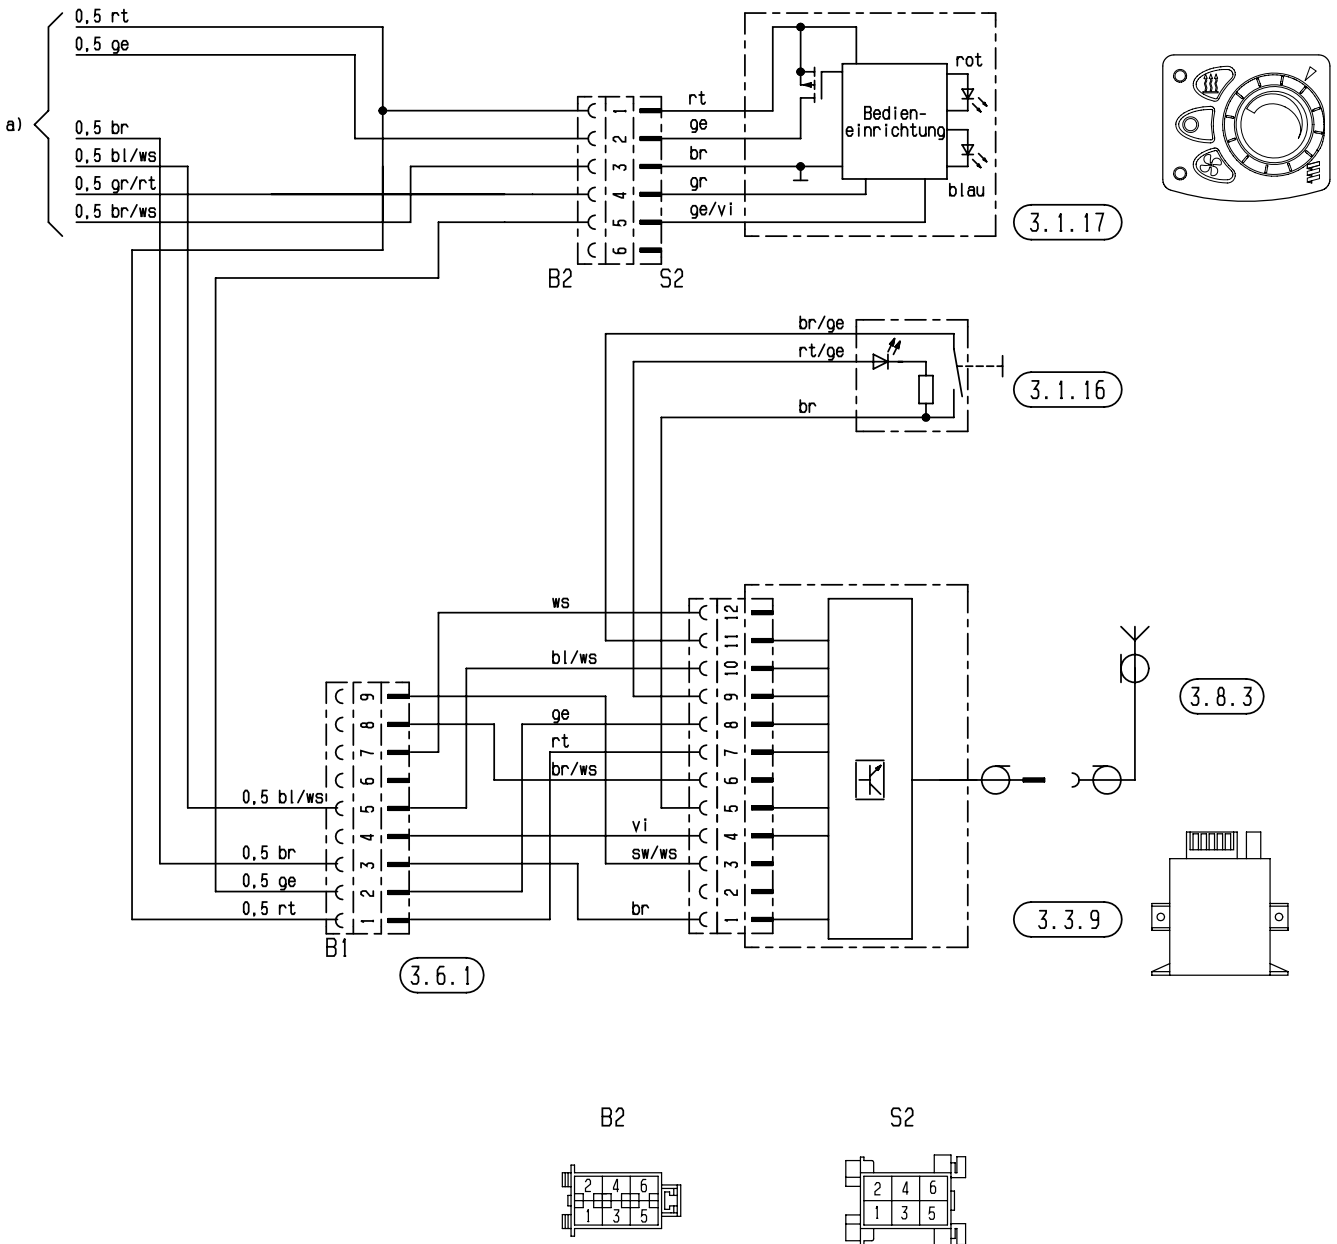 0,5 rt
0,5 ge
a)
0,5 br
0,5 bl/ws
0,5 gr/rt
0,5 br/ws
1
2
3
4
5
6
B2
S2
rt
ge
br
gr
ge/vi
Bedien-
einrichtung
rot
blau
3.1.17
br/ge
rt/ge
br
3.1.16
ws
bl/ws
ge
rt
br/ws
vi
sw/ws
br
12
11
10
9
8
7
6
5
4
3
2
1
9
8
7
6
5
4
3
2
1
0,5 bl/ws
0,5 br
0,5 ge
0,5 rt
B1
3.6.1
3.8.3
3.3.9
B2
2 4 6
1 3 5
S2
2 4 6
1 3 5